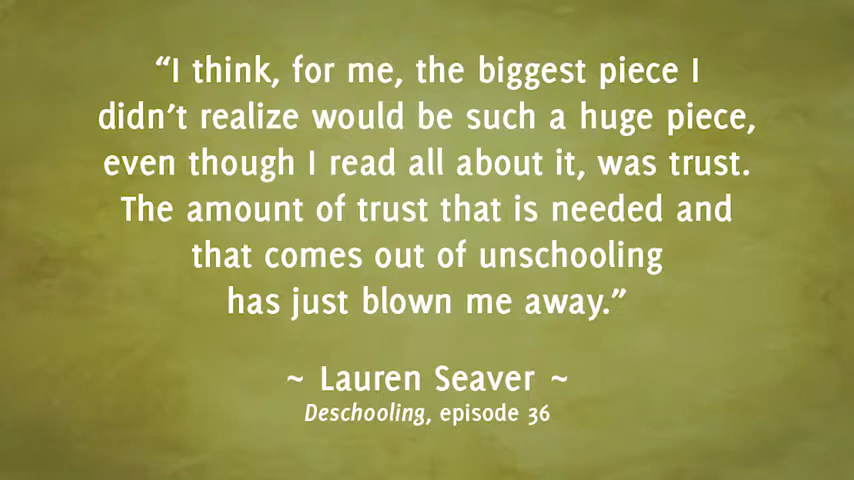 “I think, for me, the biggest piece I
didn’t realize would be such a huge piece,
even though I read all about it, was trust.
The amount of trust that is needed and
that comes out of unschooling
has just blown me away.”
~ Lauren Seaver ~
Deschooling, episode 36